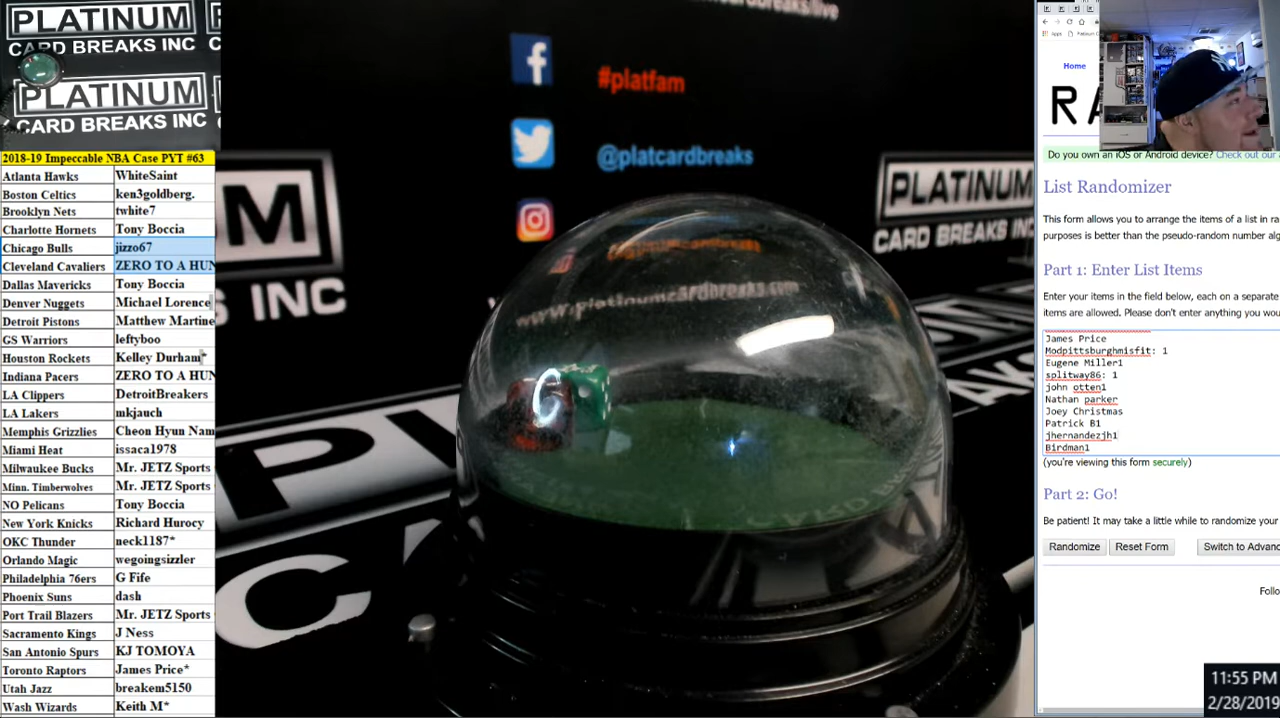 PLATINUM
CARD BREAKS INC
PLATINUM
CARD BREAKS INC
2018-19 Impeccable NBA Case PYT #63
Atlanta Hawks WhiteSaint
Boston Celtics ken3goldberg.
Brooklyn Nets twhite7
Charlotte Hornets Tony Boccia
Chicago Bulls jizzo67
Cleveland Cavaliers ZERO TO A HUN
Dallas Mavericks Tony Boccia
Denver Nuggets Michael Lorence
Detroit Pistons Matthew Martine
GS Warriors leftyboo
Houston Rockets Kelley Durham*
Indiana Pacers ZERO TO A HUN
LA Clippers DetroitBreakers
LA Lakers mkjauch
Memphis Grizzlies Cheon Hyun Nam
Miami Heat issaca1978
Milwaukee Bucks Mr. JETZ Sports
Minn. Timberwolves Mr. JETZ Sports
NO Pelicans Tony Boccia
New York Knicks Richard Hurocy
OKC Thunder neck1187*
Orlando Magic wegoingsizzler
Philadelphia 76ers G Fife
Phoenix Suns dash
Port Trail Blazers Mr. JETZ Sports
Sacramento Kings J Ness
San Antonio Spurs KJ TOMOYA
Toronto Raptors James Price*
Utah Jazz breakem5150
Wash Wizards Keith M*
#platfam
@platcardbreaks
www.platinumcardbreaks.com
PLATINUM
CARD BREAKS INC
M
INC
Home
RA
Do you own an iOS or Android device? Check out our a
List Randomizer
This form allows you to arrange the items of a list in ra
purposes is better than the pseudo-random number alg
Part 1: Enter List Items
Enter your items in the field below, each on a separate
items are allowed. Please don't enter anything you wou
James Price
Modpittsburghmisfit: 1
Eugene Miller1
splitway86: 1
john otten1
Nathan parker
Joey Christmas
Patrick B1
jhernandezjh1
Birdman1
(you're viewing this form securely)
Part 2: Go!
Be patient! It may take a little while to randomize your
Randomize Reset Form Switch to Advanc
Follo
11:55 PM
2/28/2019